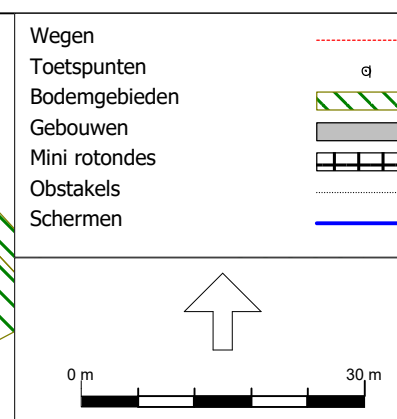 Wegen
Toetspunten
Bodemgebieden
Gebouwen
Mini rotondes
Obstakels
Schermen
0 m 30 m